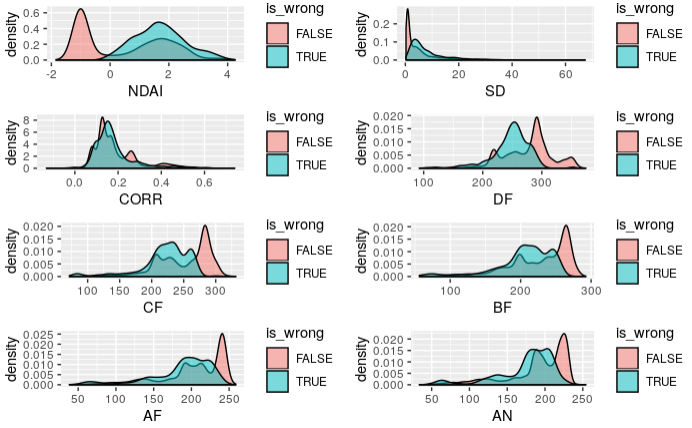 density
0.6
0.4
0.2
0.0
-2
0
2
4
NDAI
is_wrong
FALSE
TRUE
density
0.2
0.1
0.0
0
20
40
60
SD
is_wrong
FALSE
TRUE
density
8
6
4
2
0
0.0
0.2
0.4
0.6
CORR
is_wrong
FALSE
TRUE
density
0.020
0.015
0.010
0.005
0.000
100
200
300
DF
is_wrong
FALSE
TRUE
density
0.020
0.015
0.010
0.005
0.000
100
150
200
250
300
CF
is_wrong
FALSE
TRUE
density
0.020
0.015
0.010
0.005
0.000
100
200
300
BF
is_wrong
FALSE
TRUE
density
0.025
0.020
0.015
0.010
0.005
0.000
50
100
150
200
250
AF
is_wrong
FALSE
TRUE
density
0.020
0.015
0.010
0.005
0.000
50
100
150
200
250
AN
is_wrong
FALSE
TRUE